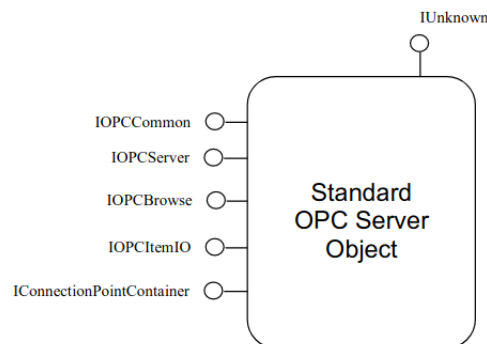 IUnknown
IOPCCommon
IOPCServer
IOPCBrowse
IOPCItemIO
IConnectionPointContainer
Standard
OPC Server
Object